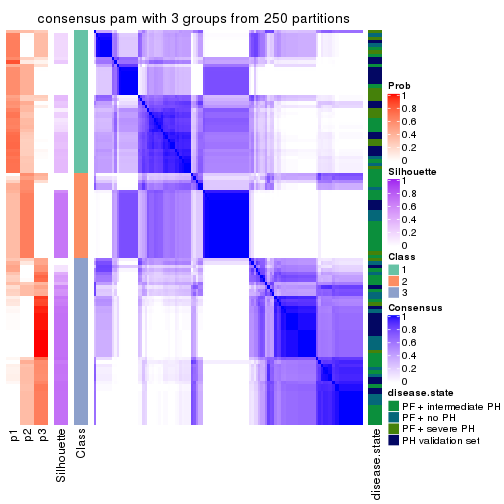 consensus pam with 3 groups from 250 partitions
Prob
1
0.8
0.6
0.4
0.2
0
Silhouette
1
0.8
0.6
0.4
0.2
0
Class
1
2
3
Consensus
1
0.8
0.6
0.4
0.2
0
disease.state
PF + intermediate PH
PF + no PH
PF + severe PH
PH validation set
p1
p2
p3
Silhouette
Class
disease.state